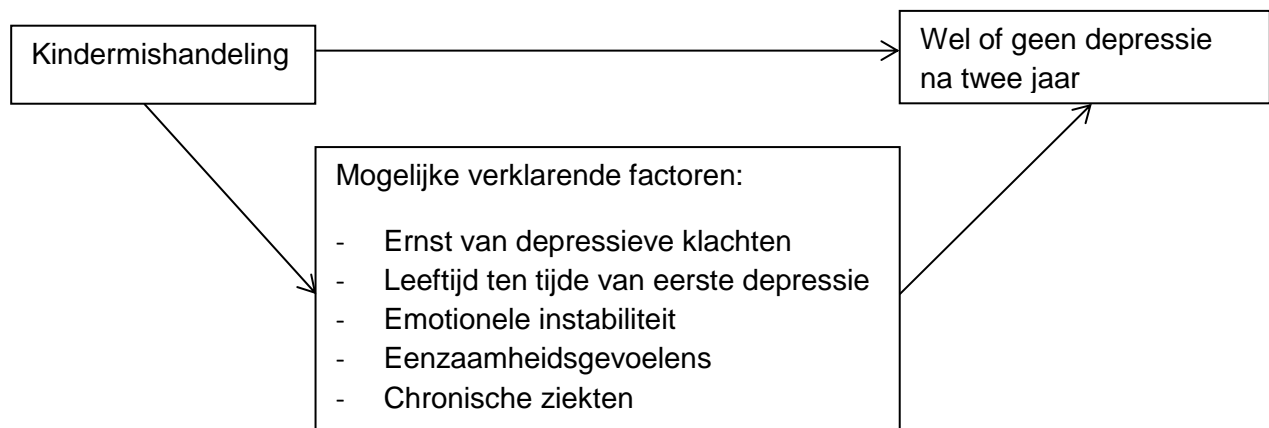 Kindermishandeling
Wel of geen depressie
na twee jaar
Mogelijke verklarende factoren:
- Ernst van depressieve klachten
- Leeftijd ten tijde van eerste depressie
- Emotionele instabiliteit
- Eenzaamheidsgevoelens
- Chronische ziekten